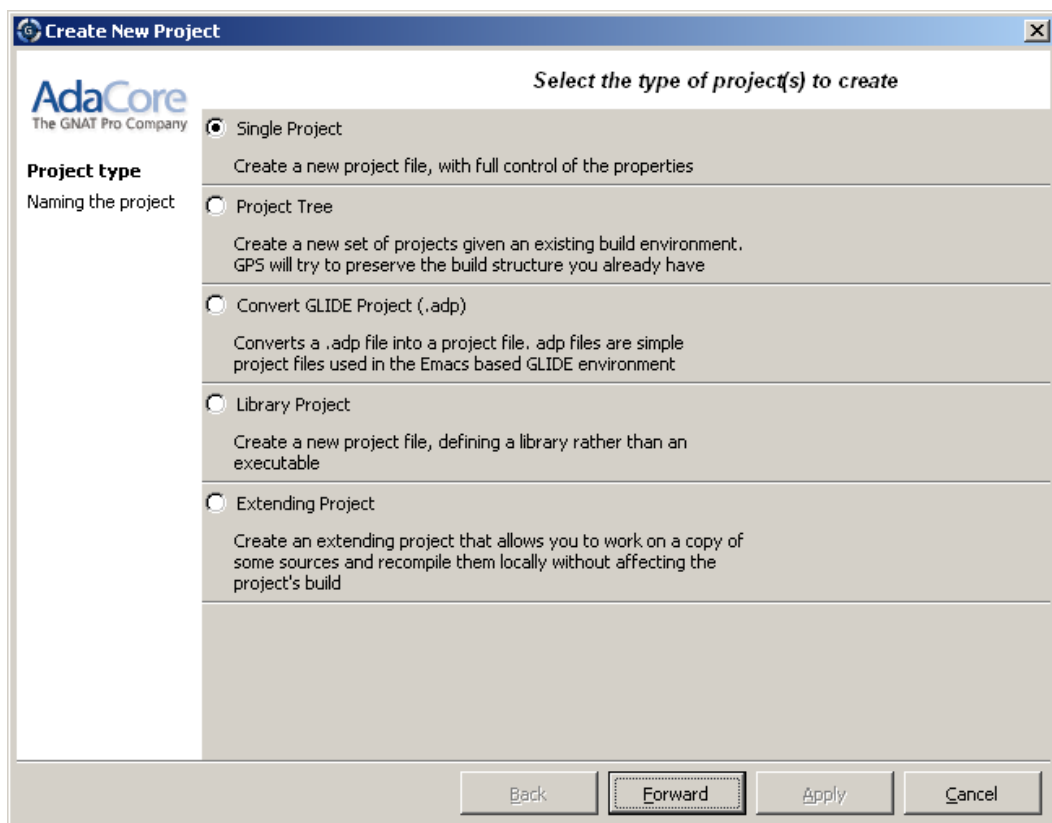 Create New Project
AdaCore
The GNAT Pro Company
Project type
Naming the project
Select the type of project(s) to create
Single Project
Create a new project file, with full control of the properties
Project Tree
Create a new set of projects given an existing build environment.
GPS will try to preserve the build structure you already have
Convert GLIDE Project (.adp)
Converts a .adp file into a project file. adp files are simple
project files used in the Emacs based GLIDE environment
Library Project
Create a new project file, defining a library rather than an
executable
Extending Project
Create an extending project that allows you to work on a copy of
some sources and recompile them locally without affecting the
project's build
Back
Forward
Apply
Cancel